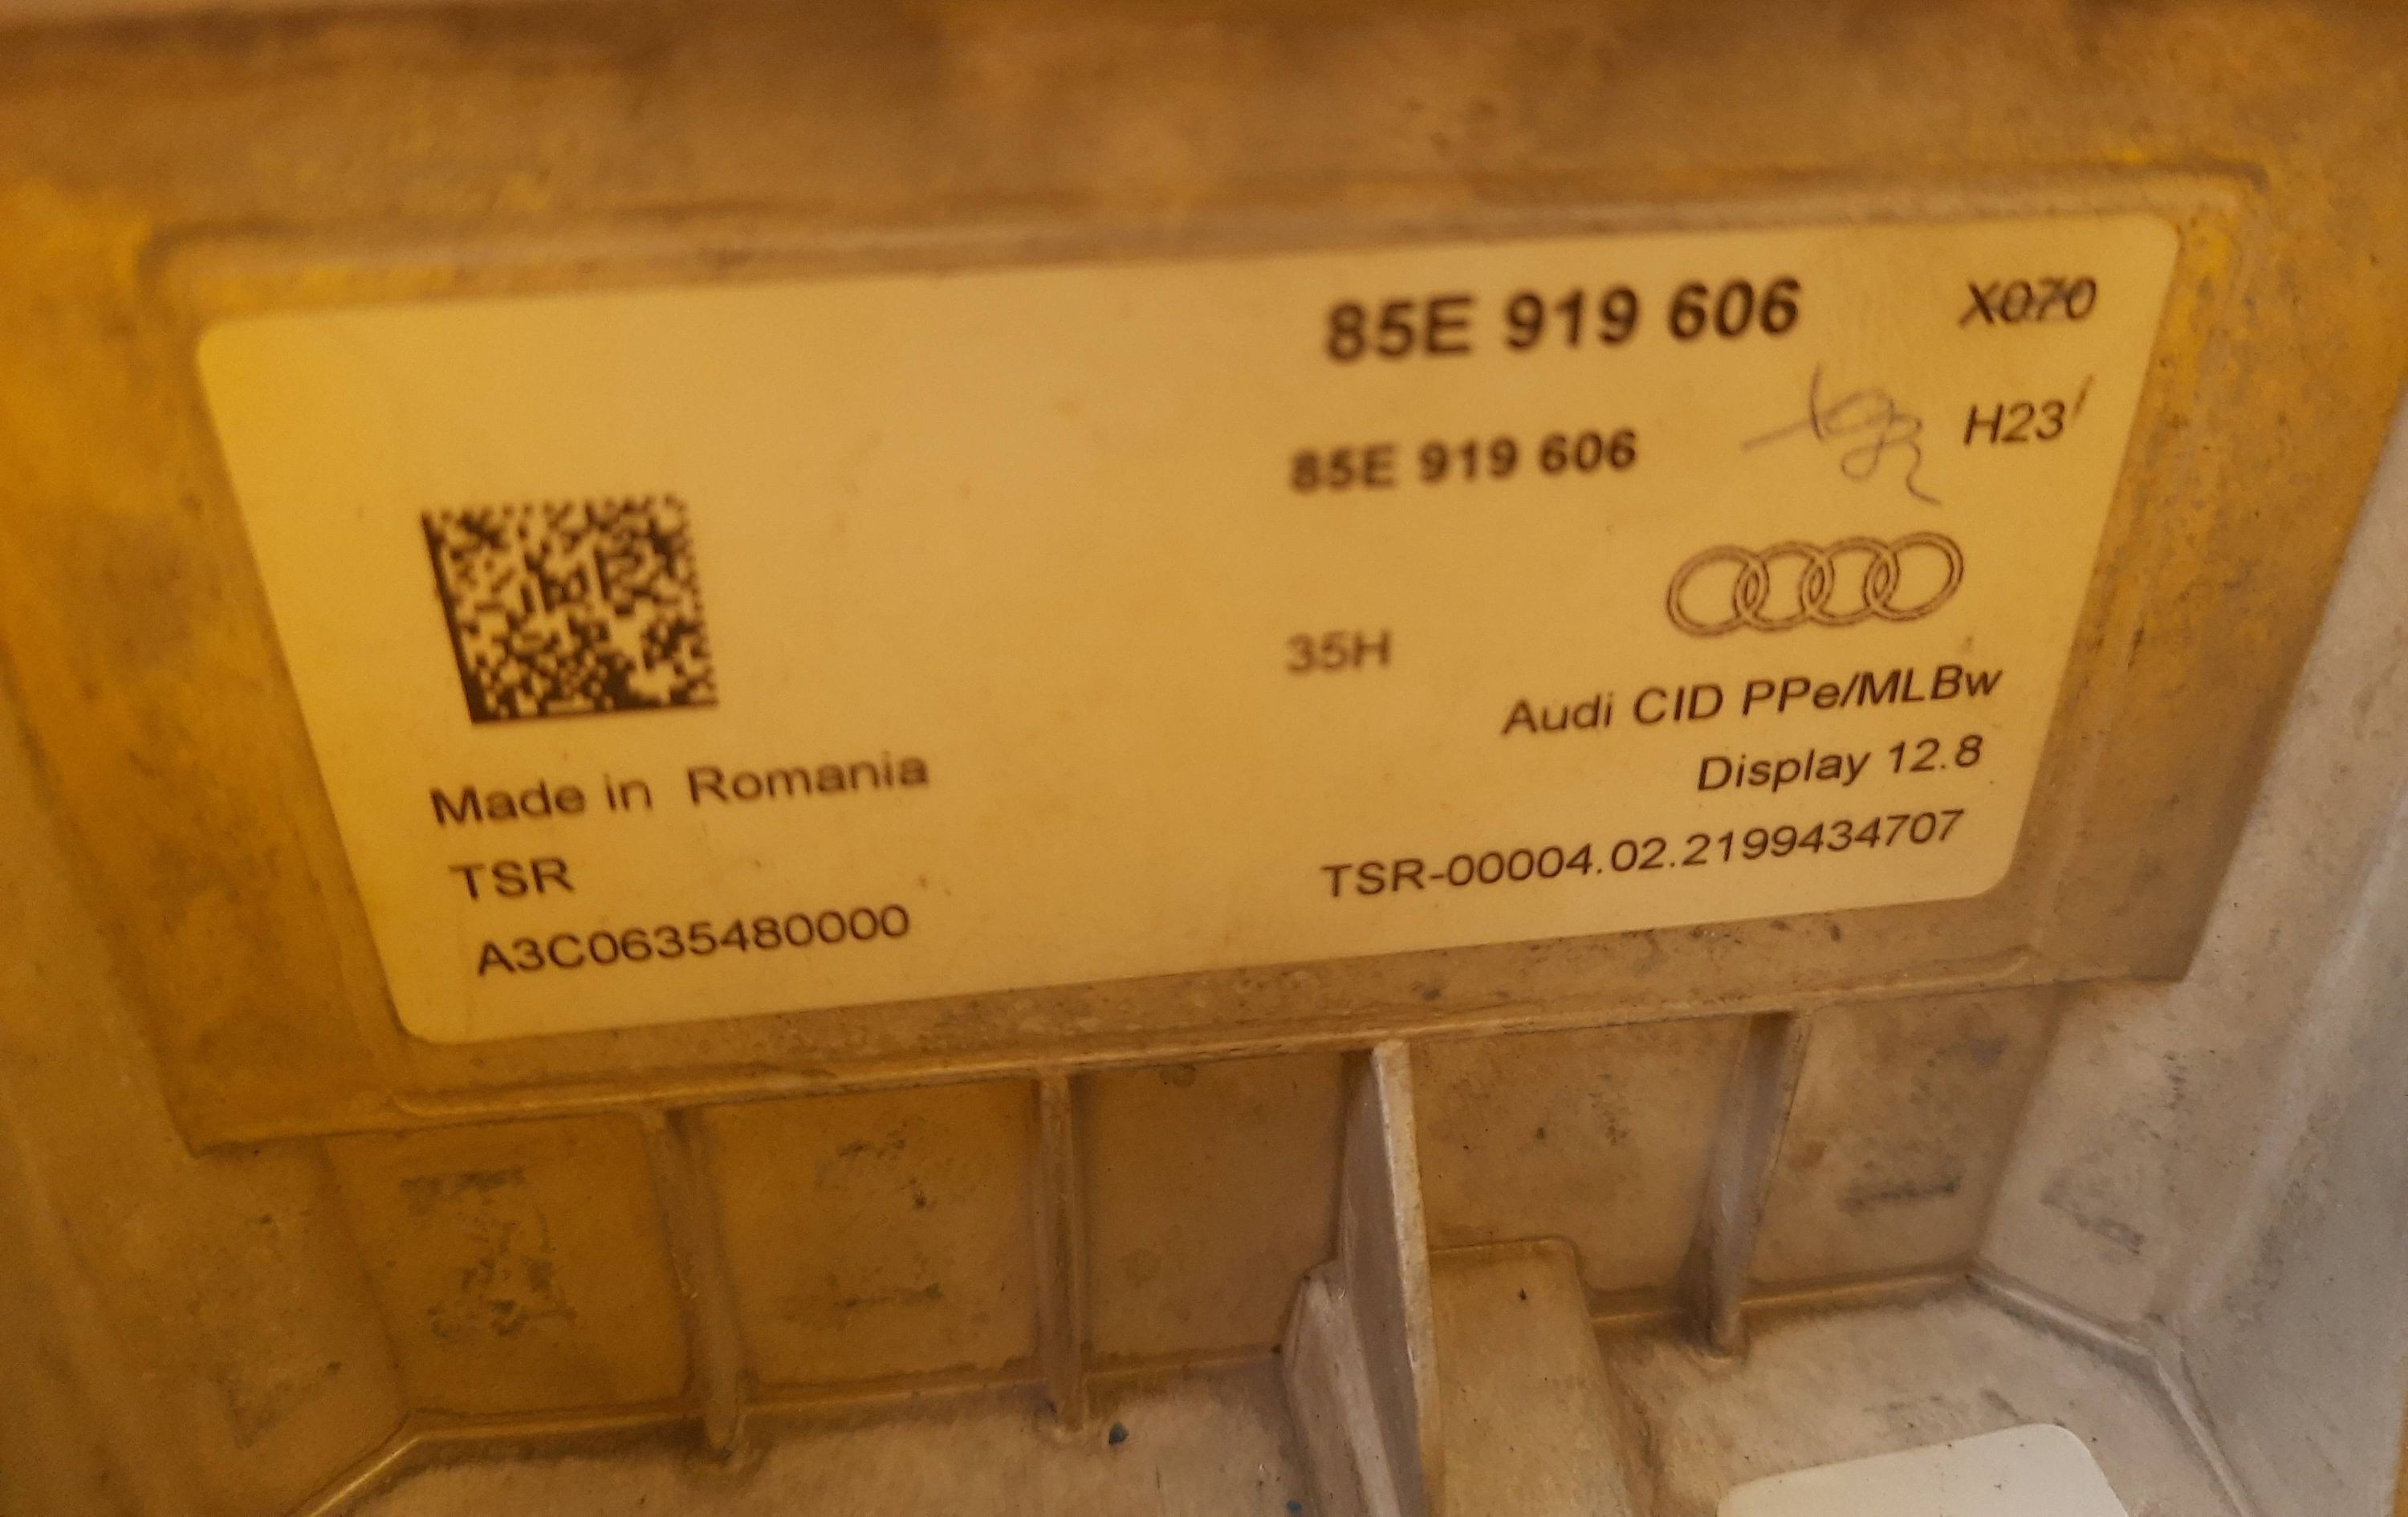 85E 919 606 X070
85E 919 606 H23
35H
Audi CID PPe/MLBw
Display 12.8
Made in Romania
TSR
TSR-00004.02.2199434707
A3C0635480000